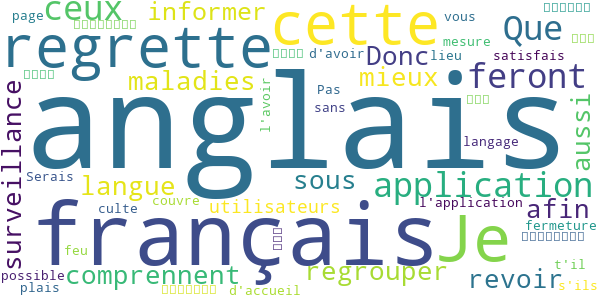 page
ceux
informer
cette
vous
Que
regrette
d'avoir
Donc
lieu
mesure
satisfais
maladies
l'avoir
Pas
sans
mieux
feront
anglais
surveillance
aussi
langage
Serais
langue
sous
application
culte
couvre
utilisateurs
l'application
afin
français
Je
fermeture
feu
possible
comprennent
regrouper
revoir
t'il
plais
d'accueil
s'ils